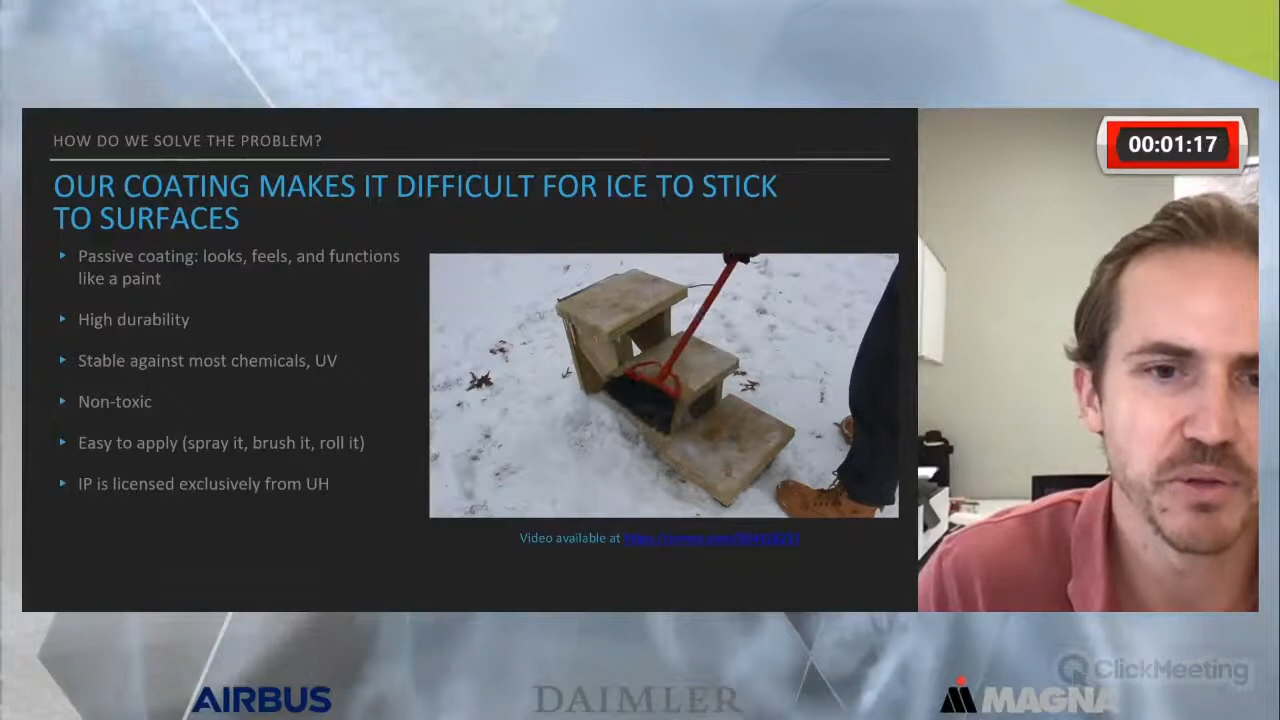 HOW DO WE SOLVE THE PROBLEM?
00:01:17
OUR COATING MAKES IT DIFFICULT FOR ICE TO STICK
TO SURFACES
Passive coating: looks, feels, and functions
like a paint
High durability
Stable against most chemicals, UV
Non-toxic
Easy to apply (spray it, brush it, roll it)
IP is licensed exclusively from UH
Video available at
ClickMeeting
AIRBUS
DAIMLER
MAGNA